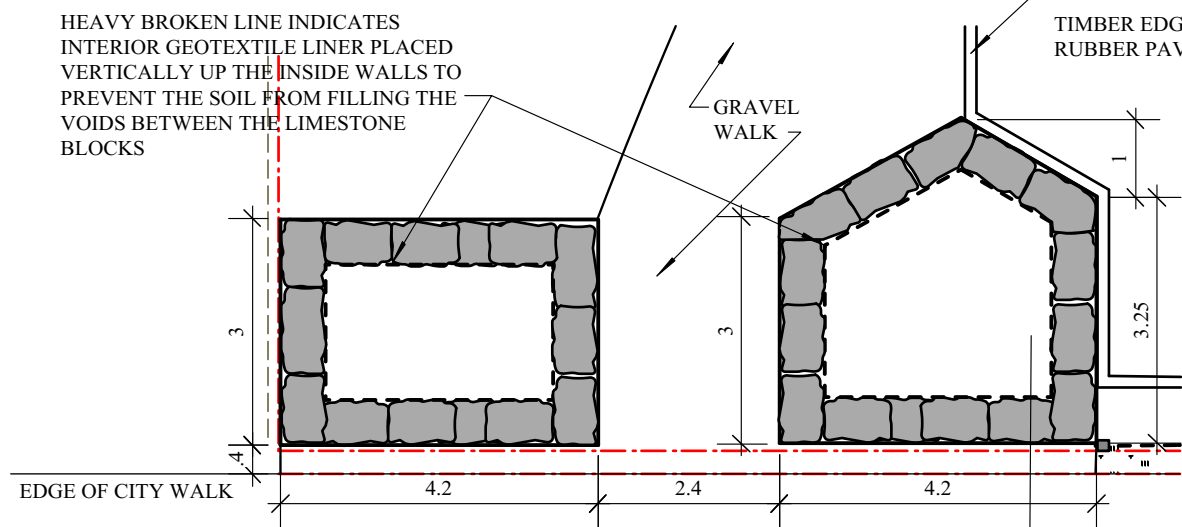 HEAVY BROKEN LINE INDICATES
INTERIOR GEOTEXTILE LINER PLACED
VERTICALLY UP THE INSIDE WALLS TO
PREVENT THE SOIL FROM FILLING THE
VOIDS BETWEEN THE LIMESTONE
BLOCKS
TIMBER EDG
RUBBER PAV
GRAVEL
WALK
1
3
3
3.25
.4
EDGE OF CITY WALK
4.2
2.4
4.2